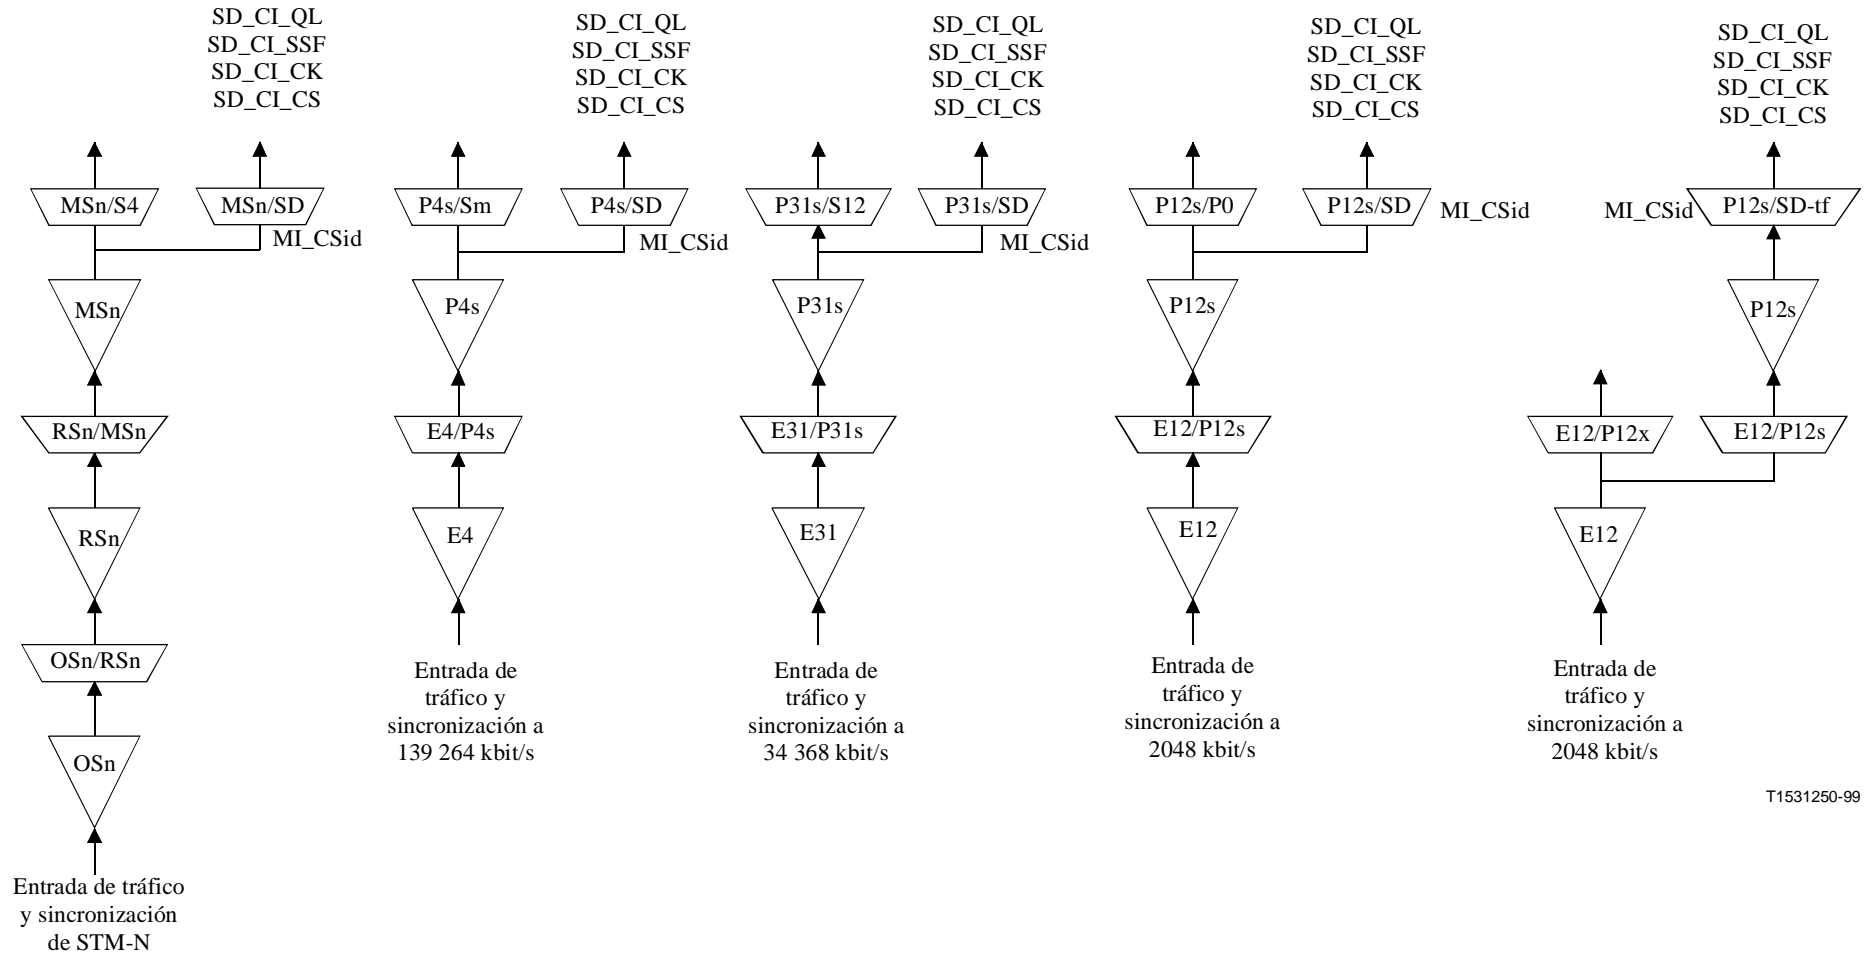 SD_CI_QL
SD_CI_SSF
SD_CI_CK
SD_CI_CS
MSn/S4
MSn/SD
MI_CSid
MSn
RSn/MSn
RSn
OSn/RSn
OSn
Entrada de tráfico
y sincronización
de STM-N
SD_CI_QL
SD_CI_SSF
SD_CI_CK
SD_CI_CS
P4s/Sm
P4s/SD
MI_CSid
P4s
E4/P4s
E4
Entrada de
tráfico y
sincronización a
139 264 kbit/s
SD_CI_QL
SD_CI_SSF
SD_CI_CK
SD_CI_CS
P31s/S12
P31s/SD
MI_CSid
P31s
E31/P31s
E31
Entrada de
tráfico y
sincronización a
34 368 kbit/s
SD_CI_QL
SD_CI_SSF
SD_CI_CK
SD_CI_CS
P12s/P0
P12s/SD
MI_CSid
P12s
E12/P12s
E12
Entrada de
tráfico y
sincronización a
2048 kbit/s
SD_CI_QL
SD_CI_SSF
SD_CI_CK
SD_CI_CS
MI_CSid
P12s/SD-tf
P12s
E12/P12x
E12/P12s
E12
Entrada de
tráfico y
sincronización a
2048 kbit/s
T1531250-99